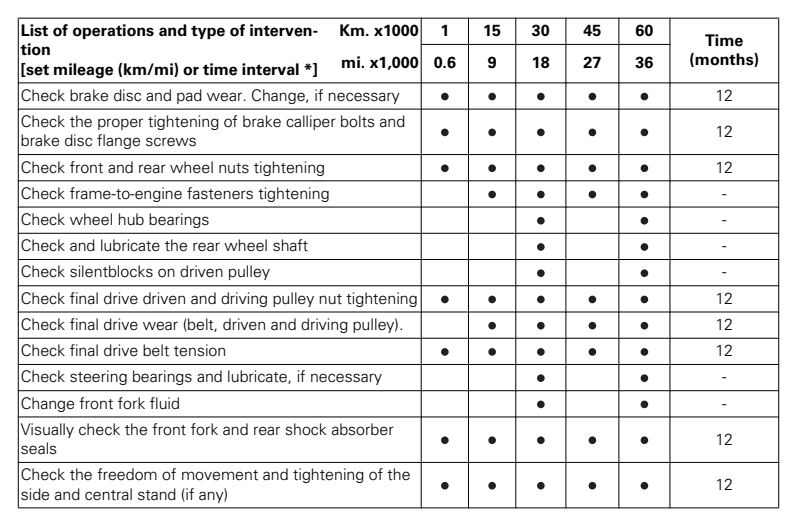 List of operations and type of interven- Km. x1000 1 15 30 45 60 Time (months)
tion
[set mileage (km/mi) or time interval *] mi. x1,000 0.6 9 18 27 36
Check brake disc and pad wear. Change, if necessary ● ● ● ● ● 12
Check the proper tightening of brake calliper bolts and
brake disc flange screws ● ● ● ● ● 12
Check front and rear wheel nuts tightening ● ● ● ● ● 12
Check frame-to-engine fasteners tightening ● ● ● ● -
Check wheel hub bearings ● ● -
Check and lubricate the rear wheel shaft ● ● -
Check silentblocks on driven pulley ● ● -
Check final drive driven and driving pulley nut tightening ● ● ● ● ● 12
Check final drive wear (belt, driven and driving pulley). ● ● ● ● 12
Check final drive belt tension ● ● ● ● ● 12
Check steering bearings and lubricate, if necessary ● ● -
Change front fork fluid ● ● -
Visually check the front fork and rear shock absorber
seals ● ● ● ● ● 12
Check the freedom of movement and tightening of the
side and central stand (if any) ● ● ● ● ● 12